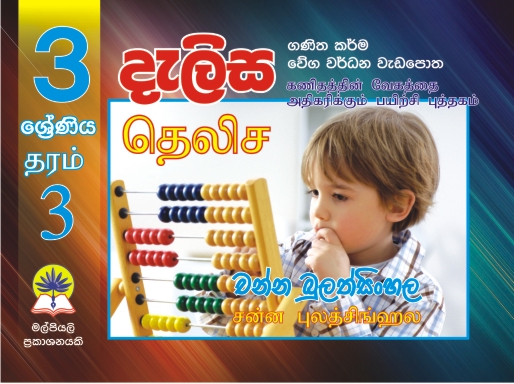 3
ශ්‍රේණිය
தரம்
3
දැලිස
தெலிச
ගණිත කර්ම
වේග වර්ධන වැඩපොත
கணிதத்தின் வேகத்தை
அதிகரிக்கும் பயிற்சி புத்தகம்
චන්න බුලත්සිංහල
சன்ன புலத்சிங்ஹல
මල්පියලි
ප්‍රකාශනයකි